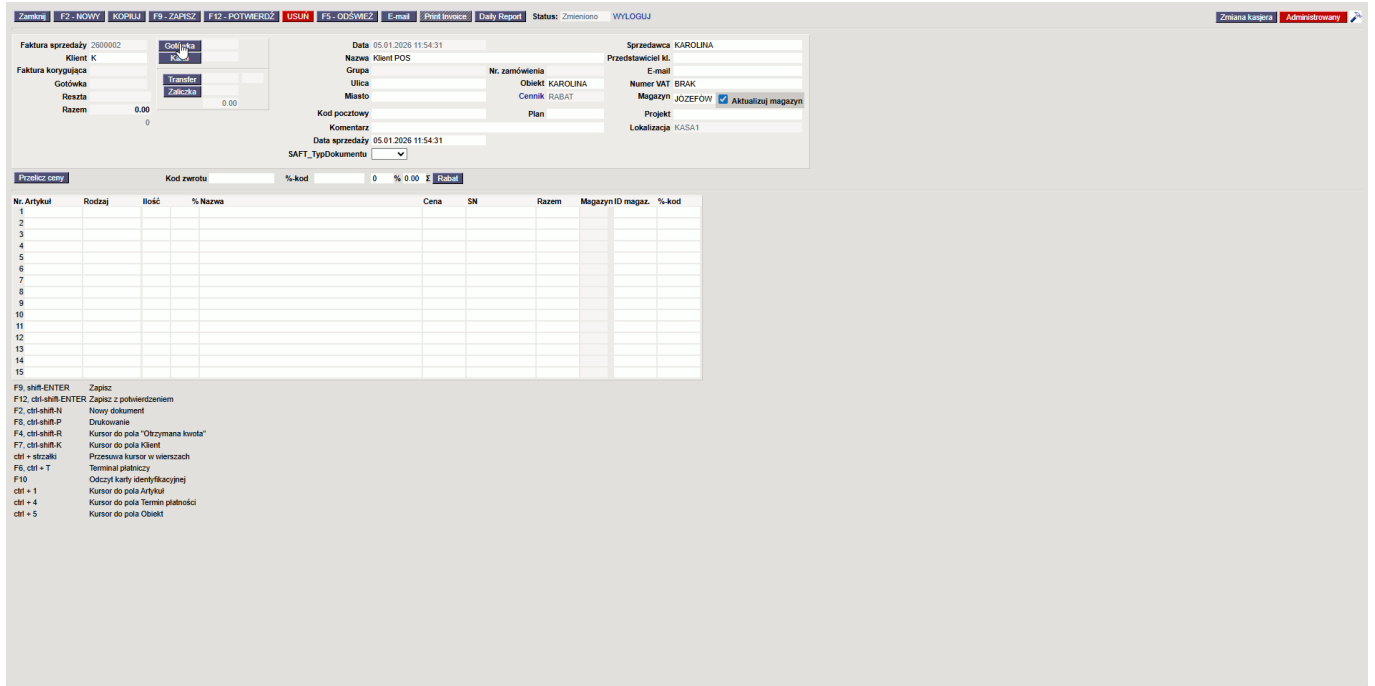 Zamknij F2 - NOWY KOPIUJ F9 - ZAPISZ F12 - POTWIERDŹ USUŃ F5 - ODŚWIEŻ E-mail Print Invoice Daily Report Status: Zmieniono WYLOGUJ Zmiana kasjera Administrowany
Faktura sprzedaży 2600002 Gotówka Data 05.01.2026 11:54:31 Sprzedawca KAROLINA
Klient K Karta Nazwa Klient POS Przedstawiciel kl.
Faktura korygująca Grupa Nr. zamówienia E-mail
Gotówka Transfer Ulica Obiekt KAROLINA Numer VAT BRAK
Reszta Zaliczka Miasto Cennik RABAT Magazyn JÓZEFÓW Aktualizuj magazyn
Razem 0.00 0.00
Kod pocztowy Plan Projekt
0
Komentarz Lokalizacja KASA1
Data sprzedaży 05.01.2026 11:54:31
SAFT_TypDokumentu
Przelicz ceny Kod zwrotu %-kod 0 % 0.00 Σ Rabat
Nr. Artykuł Rodzaj Ilość % Nazwa Cena SN Razem Magazyn ID magaz. %-kod
1
2
3
4
5
6
7
8
9
10
11
12
13
14
15
F9, shift-ENTER Zapisz
F12, ctrl-shift-ENTER Zapisz z potwierdzeniem
F2, ctrl-shift-N Nowy dokument
F8, ctrl-shift-P Drukowanie
F4, ctrl-shift-R Kursor do pola "Otrzymana kwota"
F7, ctrl-shift-K Kursor do pola Klient
ctrl + strzałki Przesuwa kursor w wierszach
F6, ctrl + T Terminal płatniczy
F10 Odczyt karty identyfikacyjnej
ctrl + 1 Kursor do pola Artykuł
ctrl + 4 Kursor do pola Termin płatności
ctrl + 5 Kursor do pola Obiekt